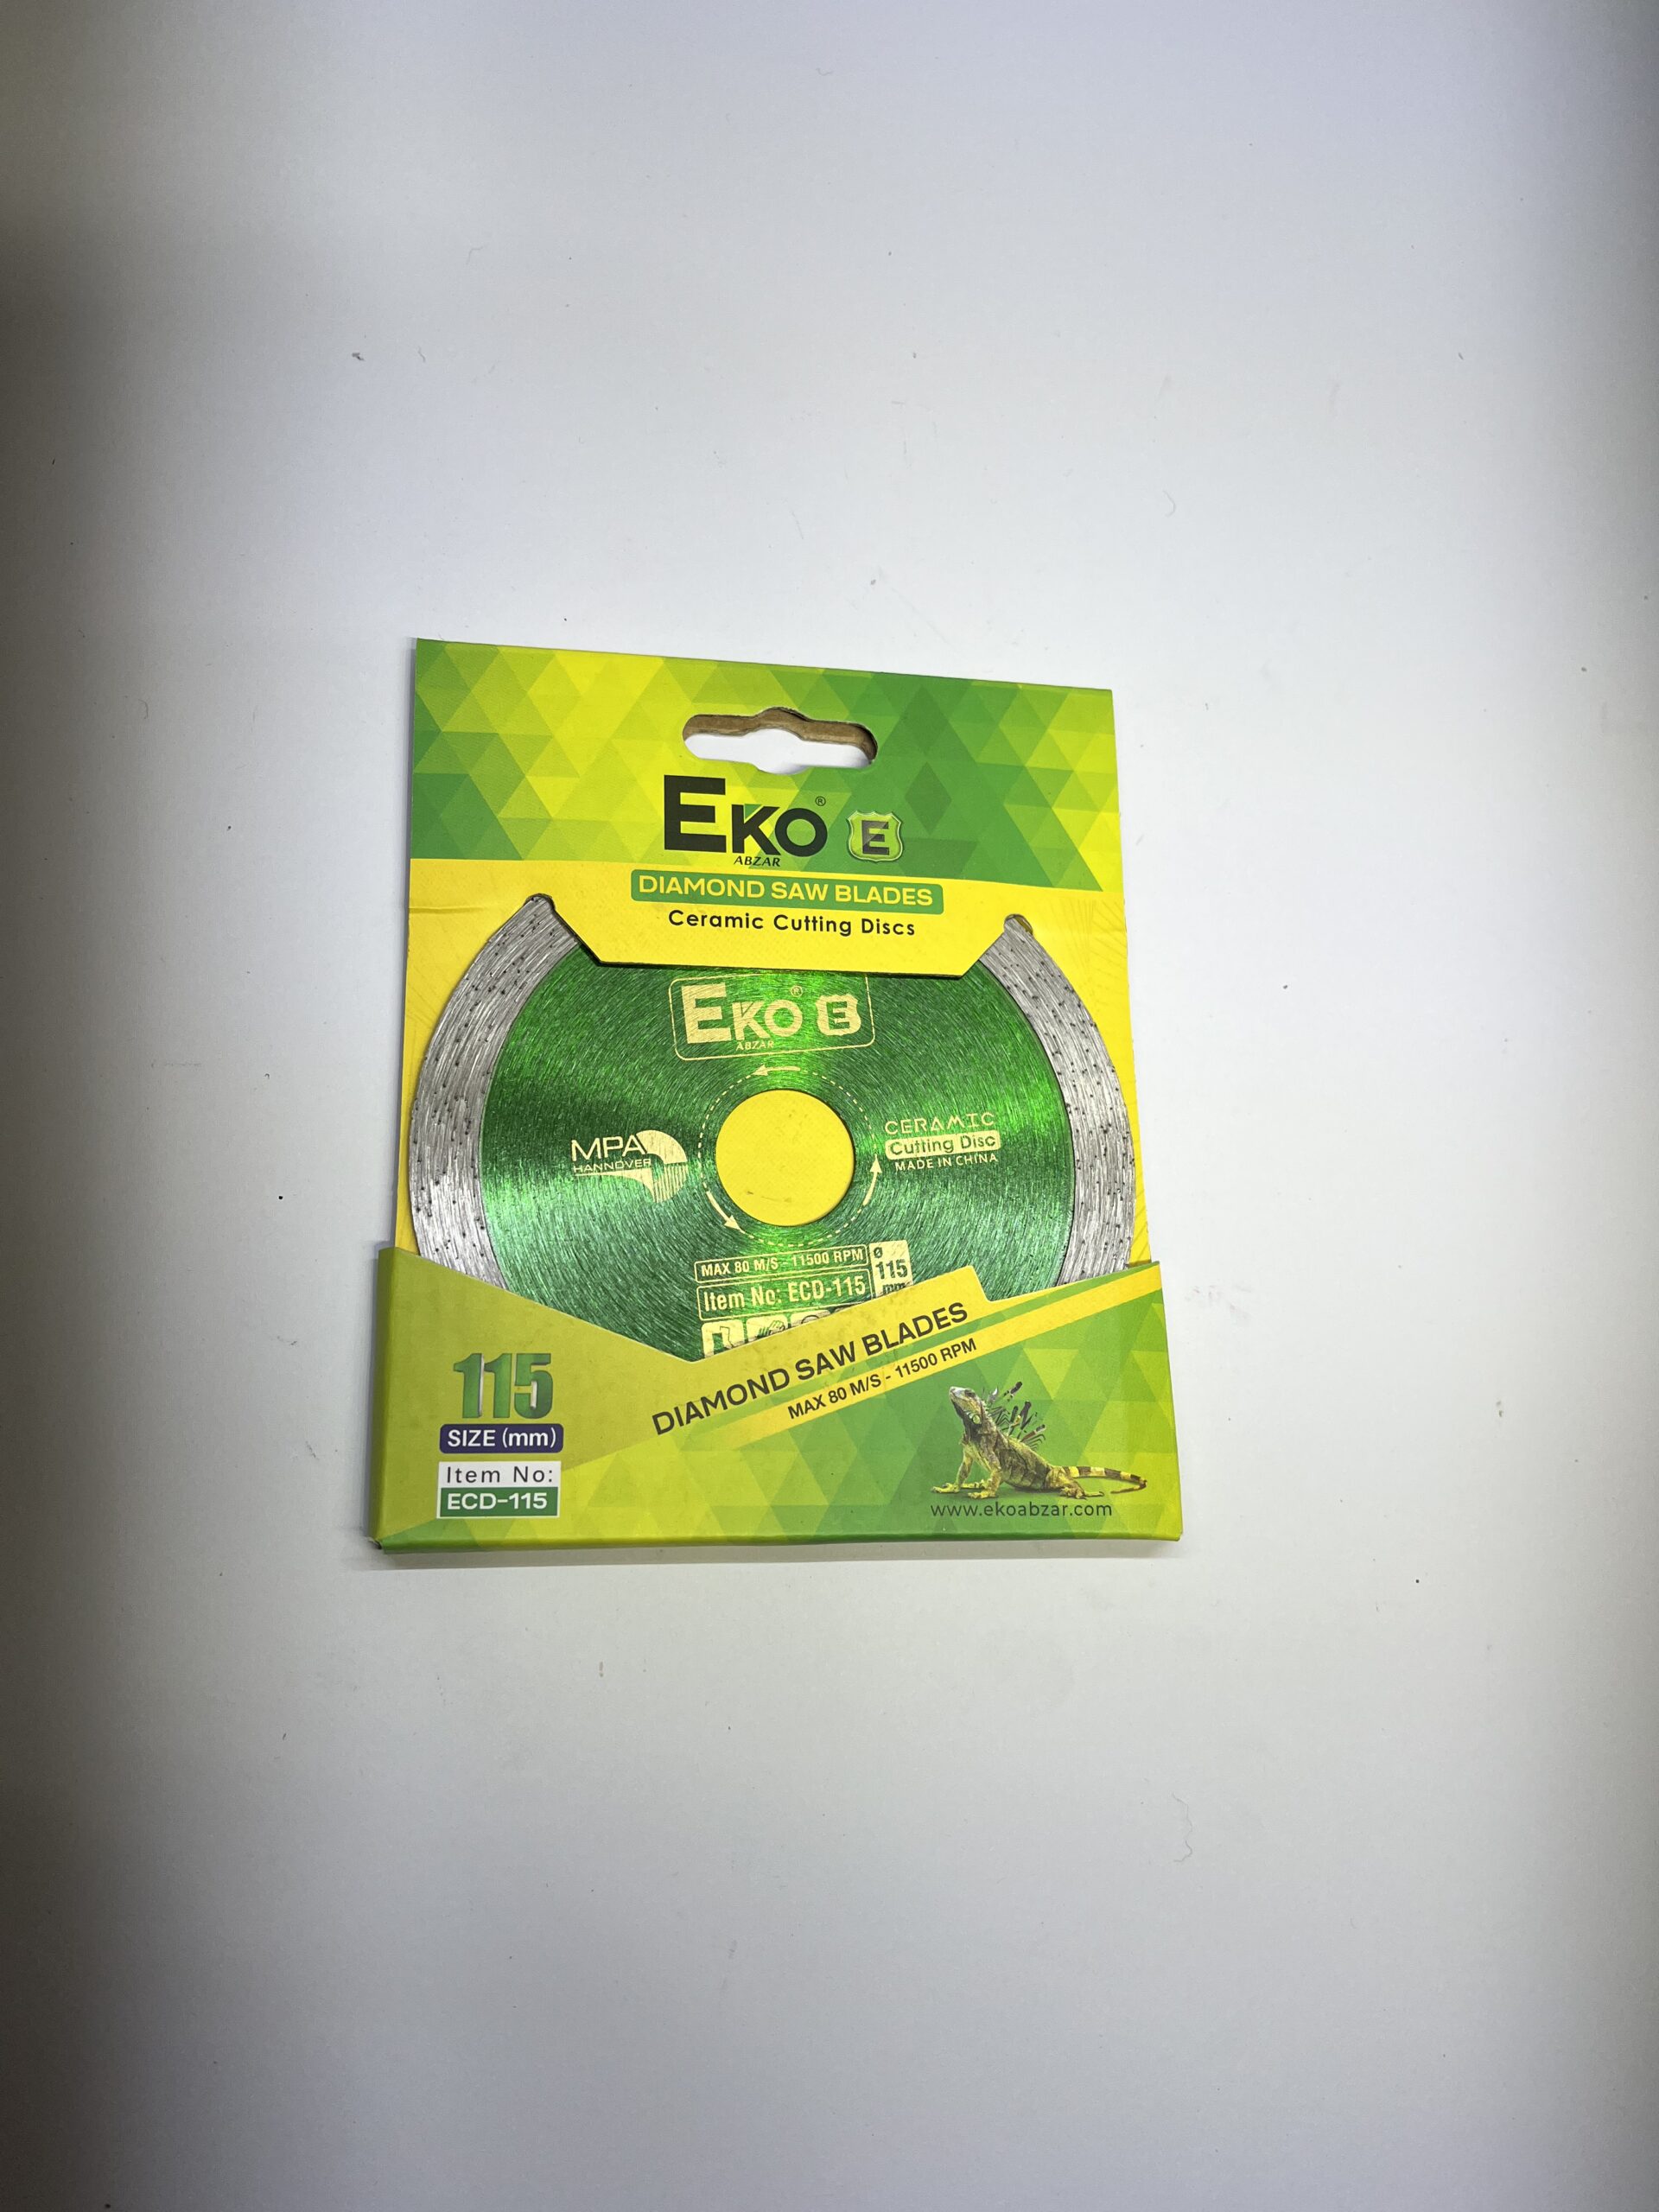 EKO ® E
ABZAR
DIAMOND SAW BLADES
Ceramic Cutting Discs
EKO ® E
ABZAR
MPA
HANNOVER
CERAMIC
Cutting Disc
MADE IN CHINA
MAX 80 M/S - 11500 RPM
Item No: ECD-115
Ø
115
mm
DIAMOND SAW BLADES
MAX 80 M/S - 11500 RPM
115
SIZE (mm)
Item No:
ECD-115
www.ekoabzar.com